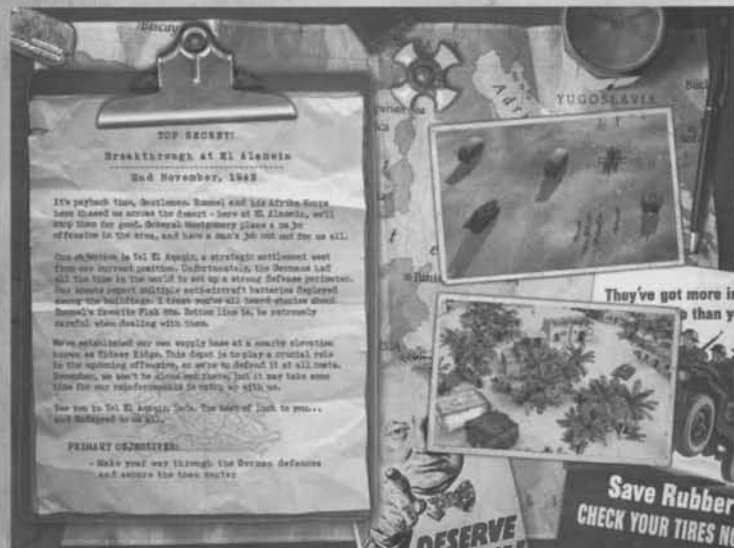 TOP SECRET!
Breakthrough at El Alamein
2nd November, 1942
It's payback time, Gentlemen. Rommel and his Afrika Korps
have chased us across the desert - here at El Alamein, we'll
stop them for good. General Montgomery plans a major
offensive in the area, and have a man's job cut out for us all.
Our objective is Tel El Aqqaqir, a strategic settlement west
from our current position. Unfortunately, the Germans had
all the time in the world to set up a strong defense perimeter.
Our scouts report multiple anti-aircraft batteries deployed
among the buildings. I trust you've all heard stories about
Rommel's favorite Flak 88s. Bottom line is, be extremely
careful when dealing with them.
We've established our own supply base at a nearby elevation
known as Kidney Ridge. This depot is to play a crucial role
in the upcoming offensive, so we're to defend it at all costs.
Remember, we won't be alone out there, but it may take some
time for our reinforcements to catch up with us.
See you in Tel El Aqqaqir, lads. The best of luck to you...
and Godspeed to us all.
PRIMARY OBJECTIVES:
- Make your way through the German defences
and secure the town center
YUGOSLAVIA
Adri
They've got more
than
DESERVE
Save Rubber
CHECK YOUR TIRES